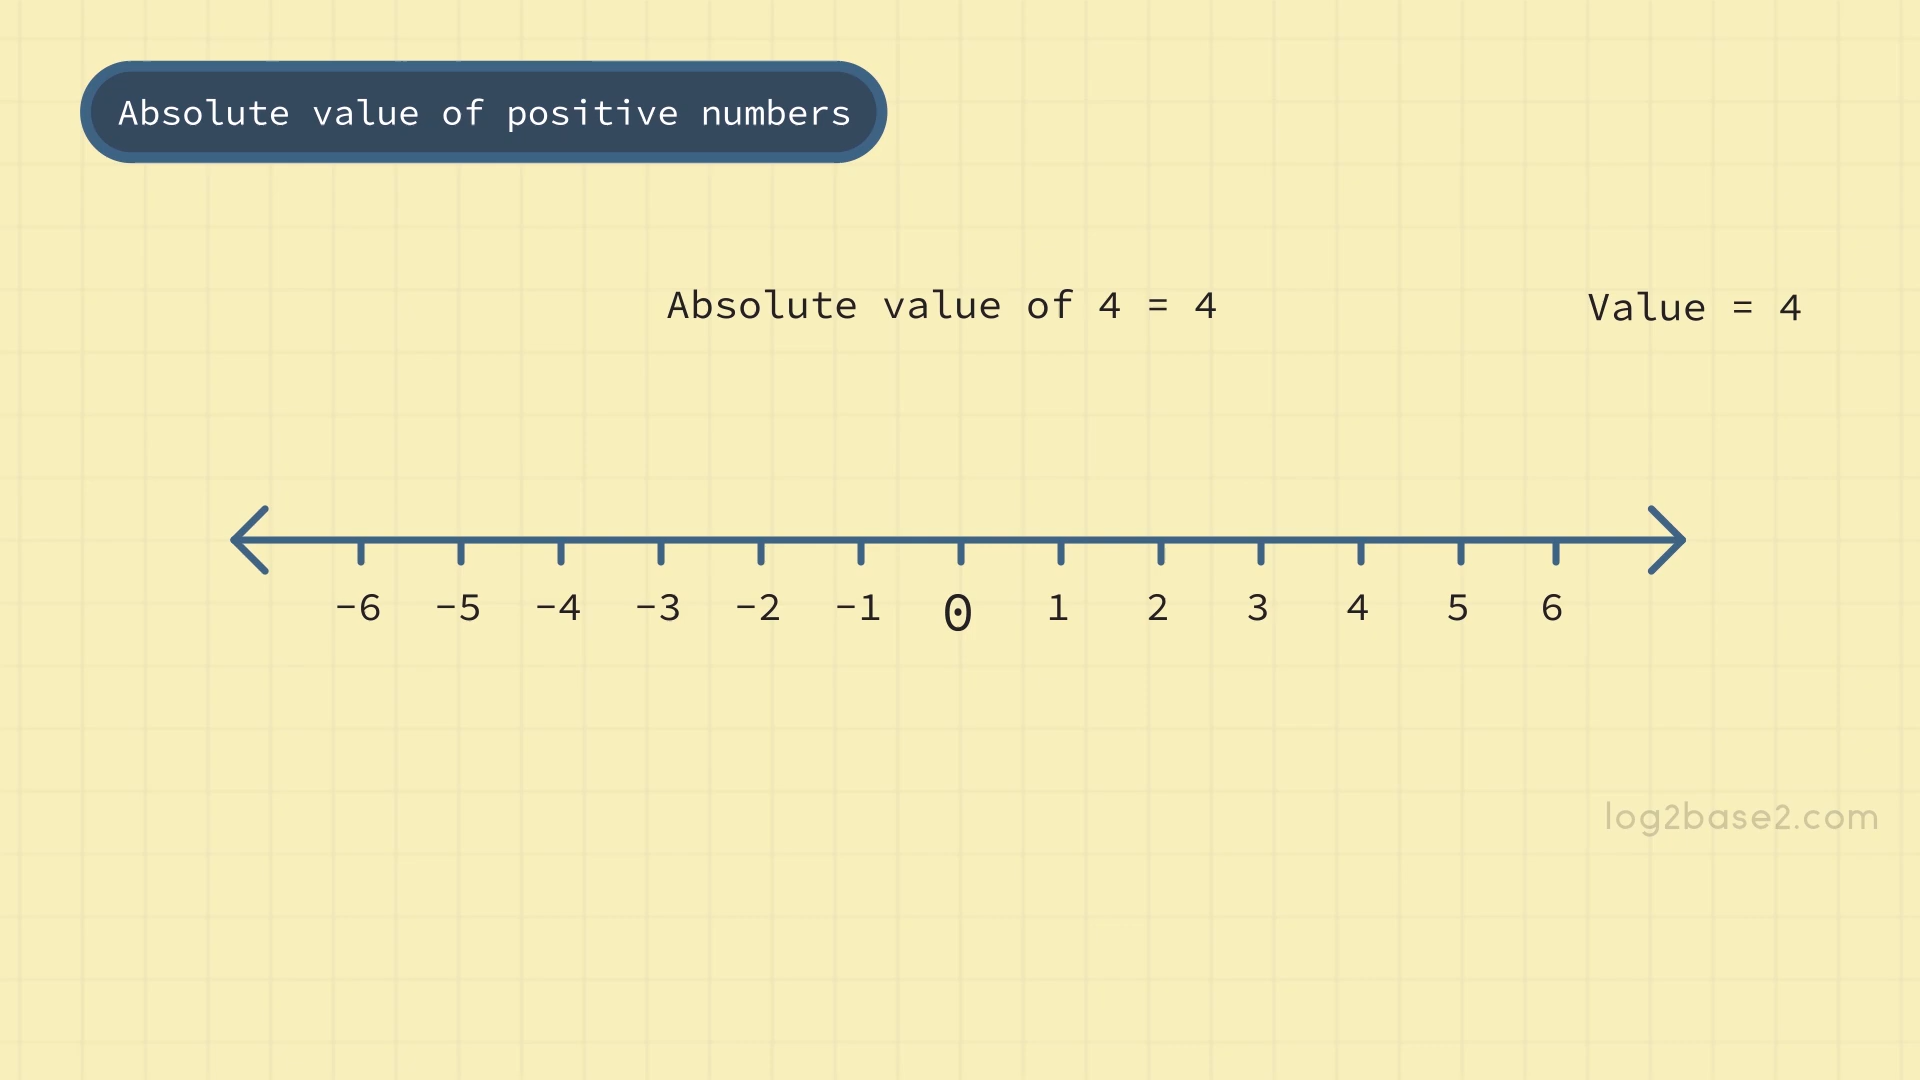 Absolute value of positive numbers
Absolute value of 4 = 4
Value = 4
-6 -5 -4 -3 -2 -1 0 1 2 3 4 5 6
log2base2.com